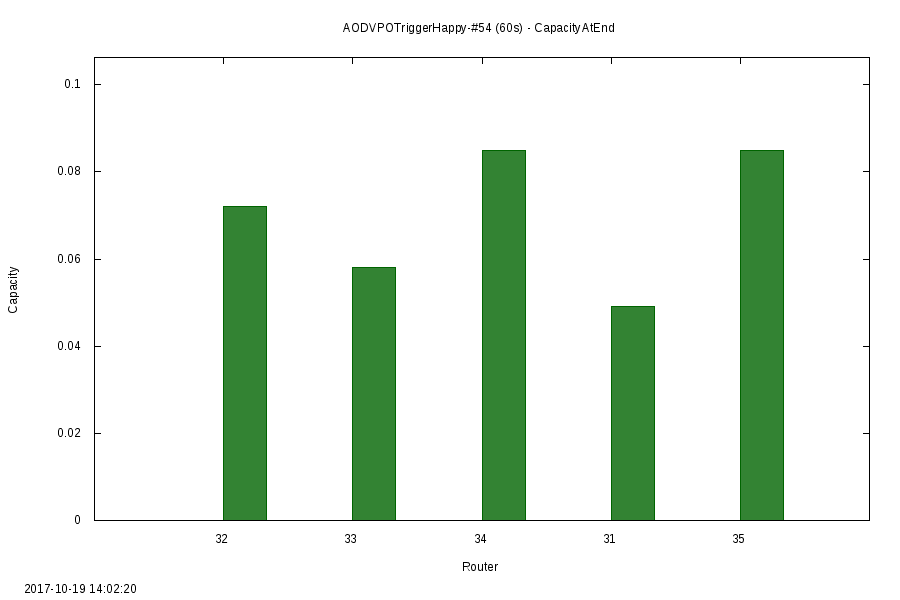 AODVPOTriggerHappy-#54 (60s) - CapacityAtEnd
0.1
0.08
0.06
0.04
0.02
0
Capacity
32 33 34 31 35
Router
2017-10-19 14:02:20